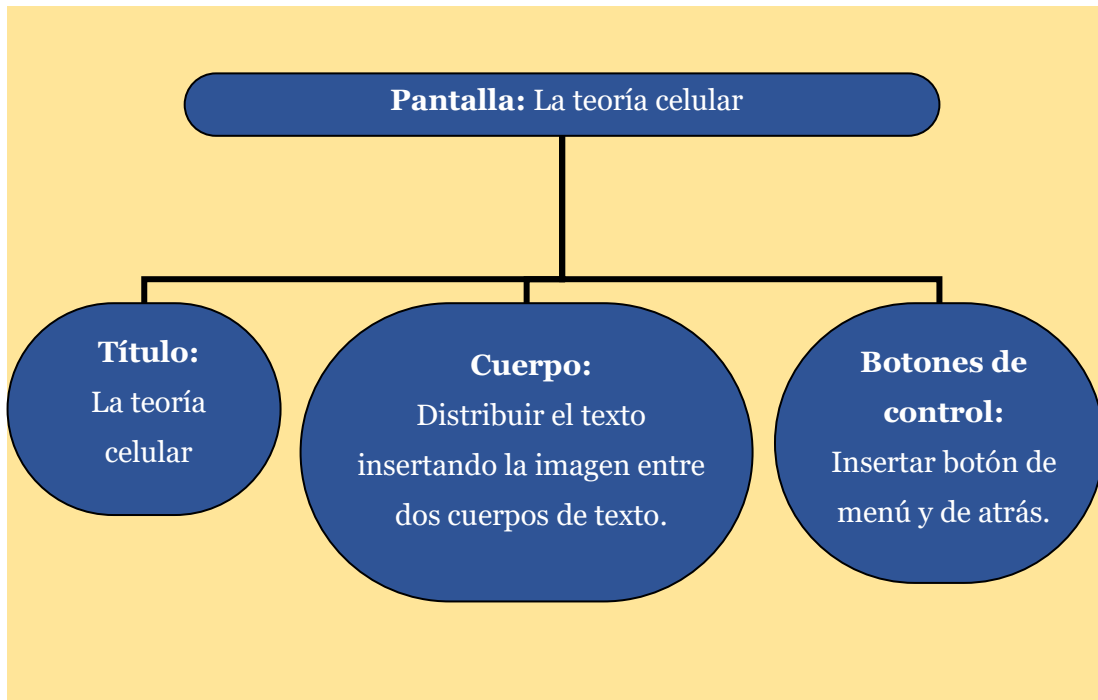 Pantalla: La teoría celular
Título:
La teoría
celular
Cuerpo:
Distribuir el texto
insertando la imagen entre
dos cuerpos de texto.
Botones de
control:
Insertar botón de
menú y de atrás.